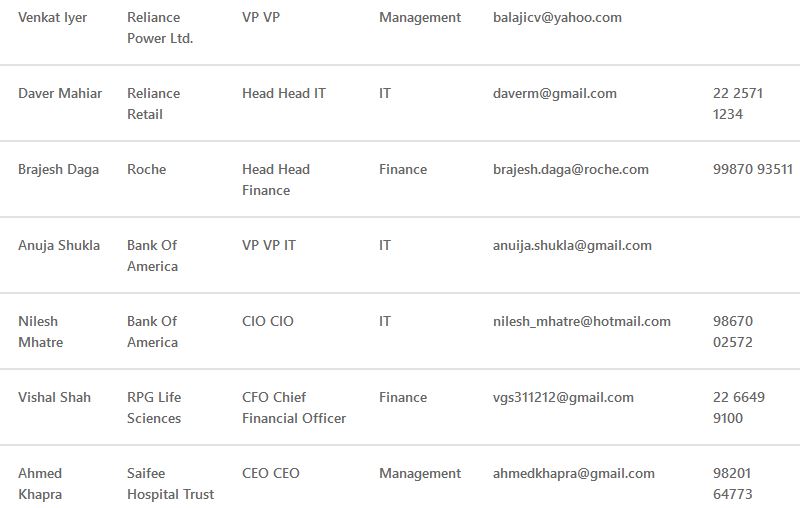 Venkat Iyer Reliance VP VP Management balajicv@yahoo.com
Power Ltd.
Daver Mahiar Reliance Head Head IT IT daverm@gmail.com 22 2571
Retail 1234
Brajesh Daga Roche Head Head Finance brajesh.daga@roche.com 99870 93511
Finance
Anuja Shukla Bank Of VP VP IT IT anuija.shukla@gmail.com
America
Nilesh Bank Of CIO CIO IT nilesh_mhatre@hotmail.com 98670
Mhatre America 02572
Vishal Shah RPG Life CFO Chief Finance vgs311212@gmail.com 22 6649
Sciences Financial Officer 9100
Ahmed Saifee CEO CEO Management ahmedkhapra@gmail.com 98201
Khapra Hospital Trust 64773